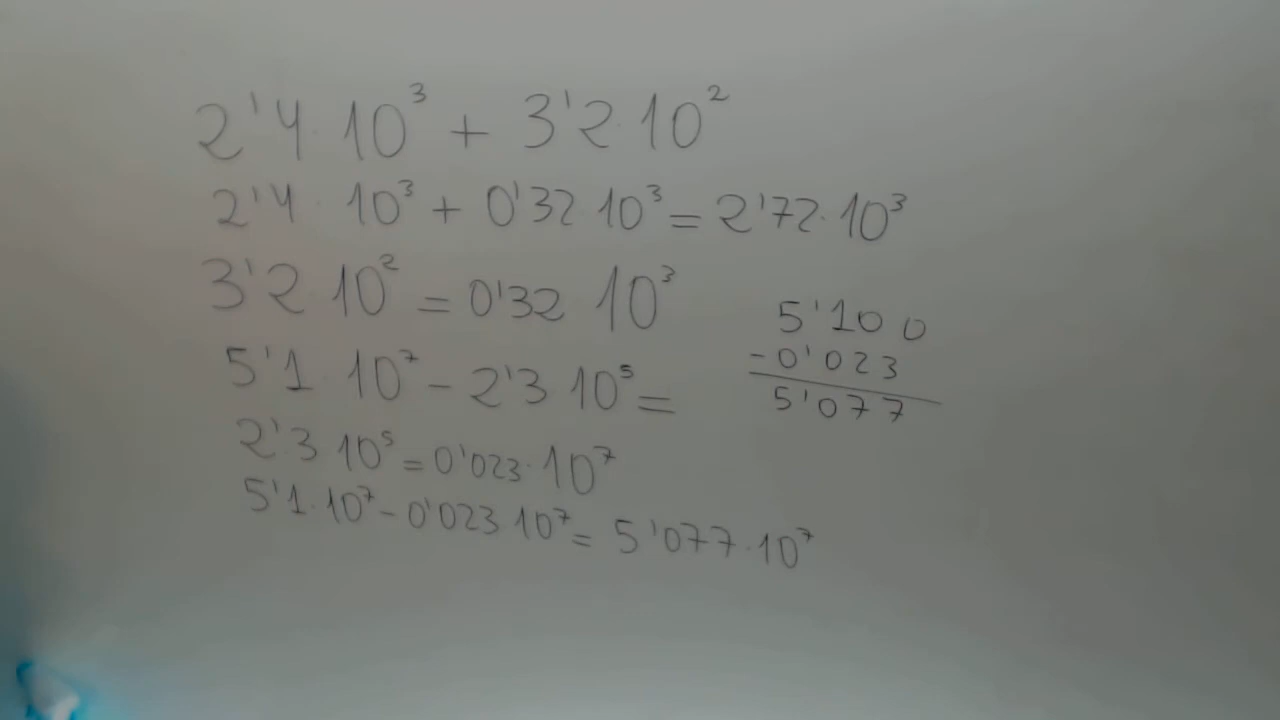 2'4·10³ + 3'2·10²
2'4 · 10³ + 0'32·10³ = 2'72·10³
3'2·10² = 0'32 10³
5'1 10⁷ - 2'3 10⁵ =
2'3 10⁵ = 0'023·10⁷
5'1·10⁷ - 0'023 10⁷ = 5'077·10⁷
5'100
-0'023
5'077